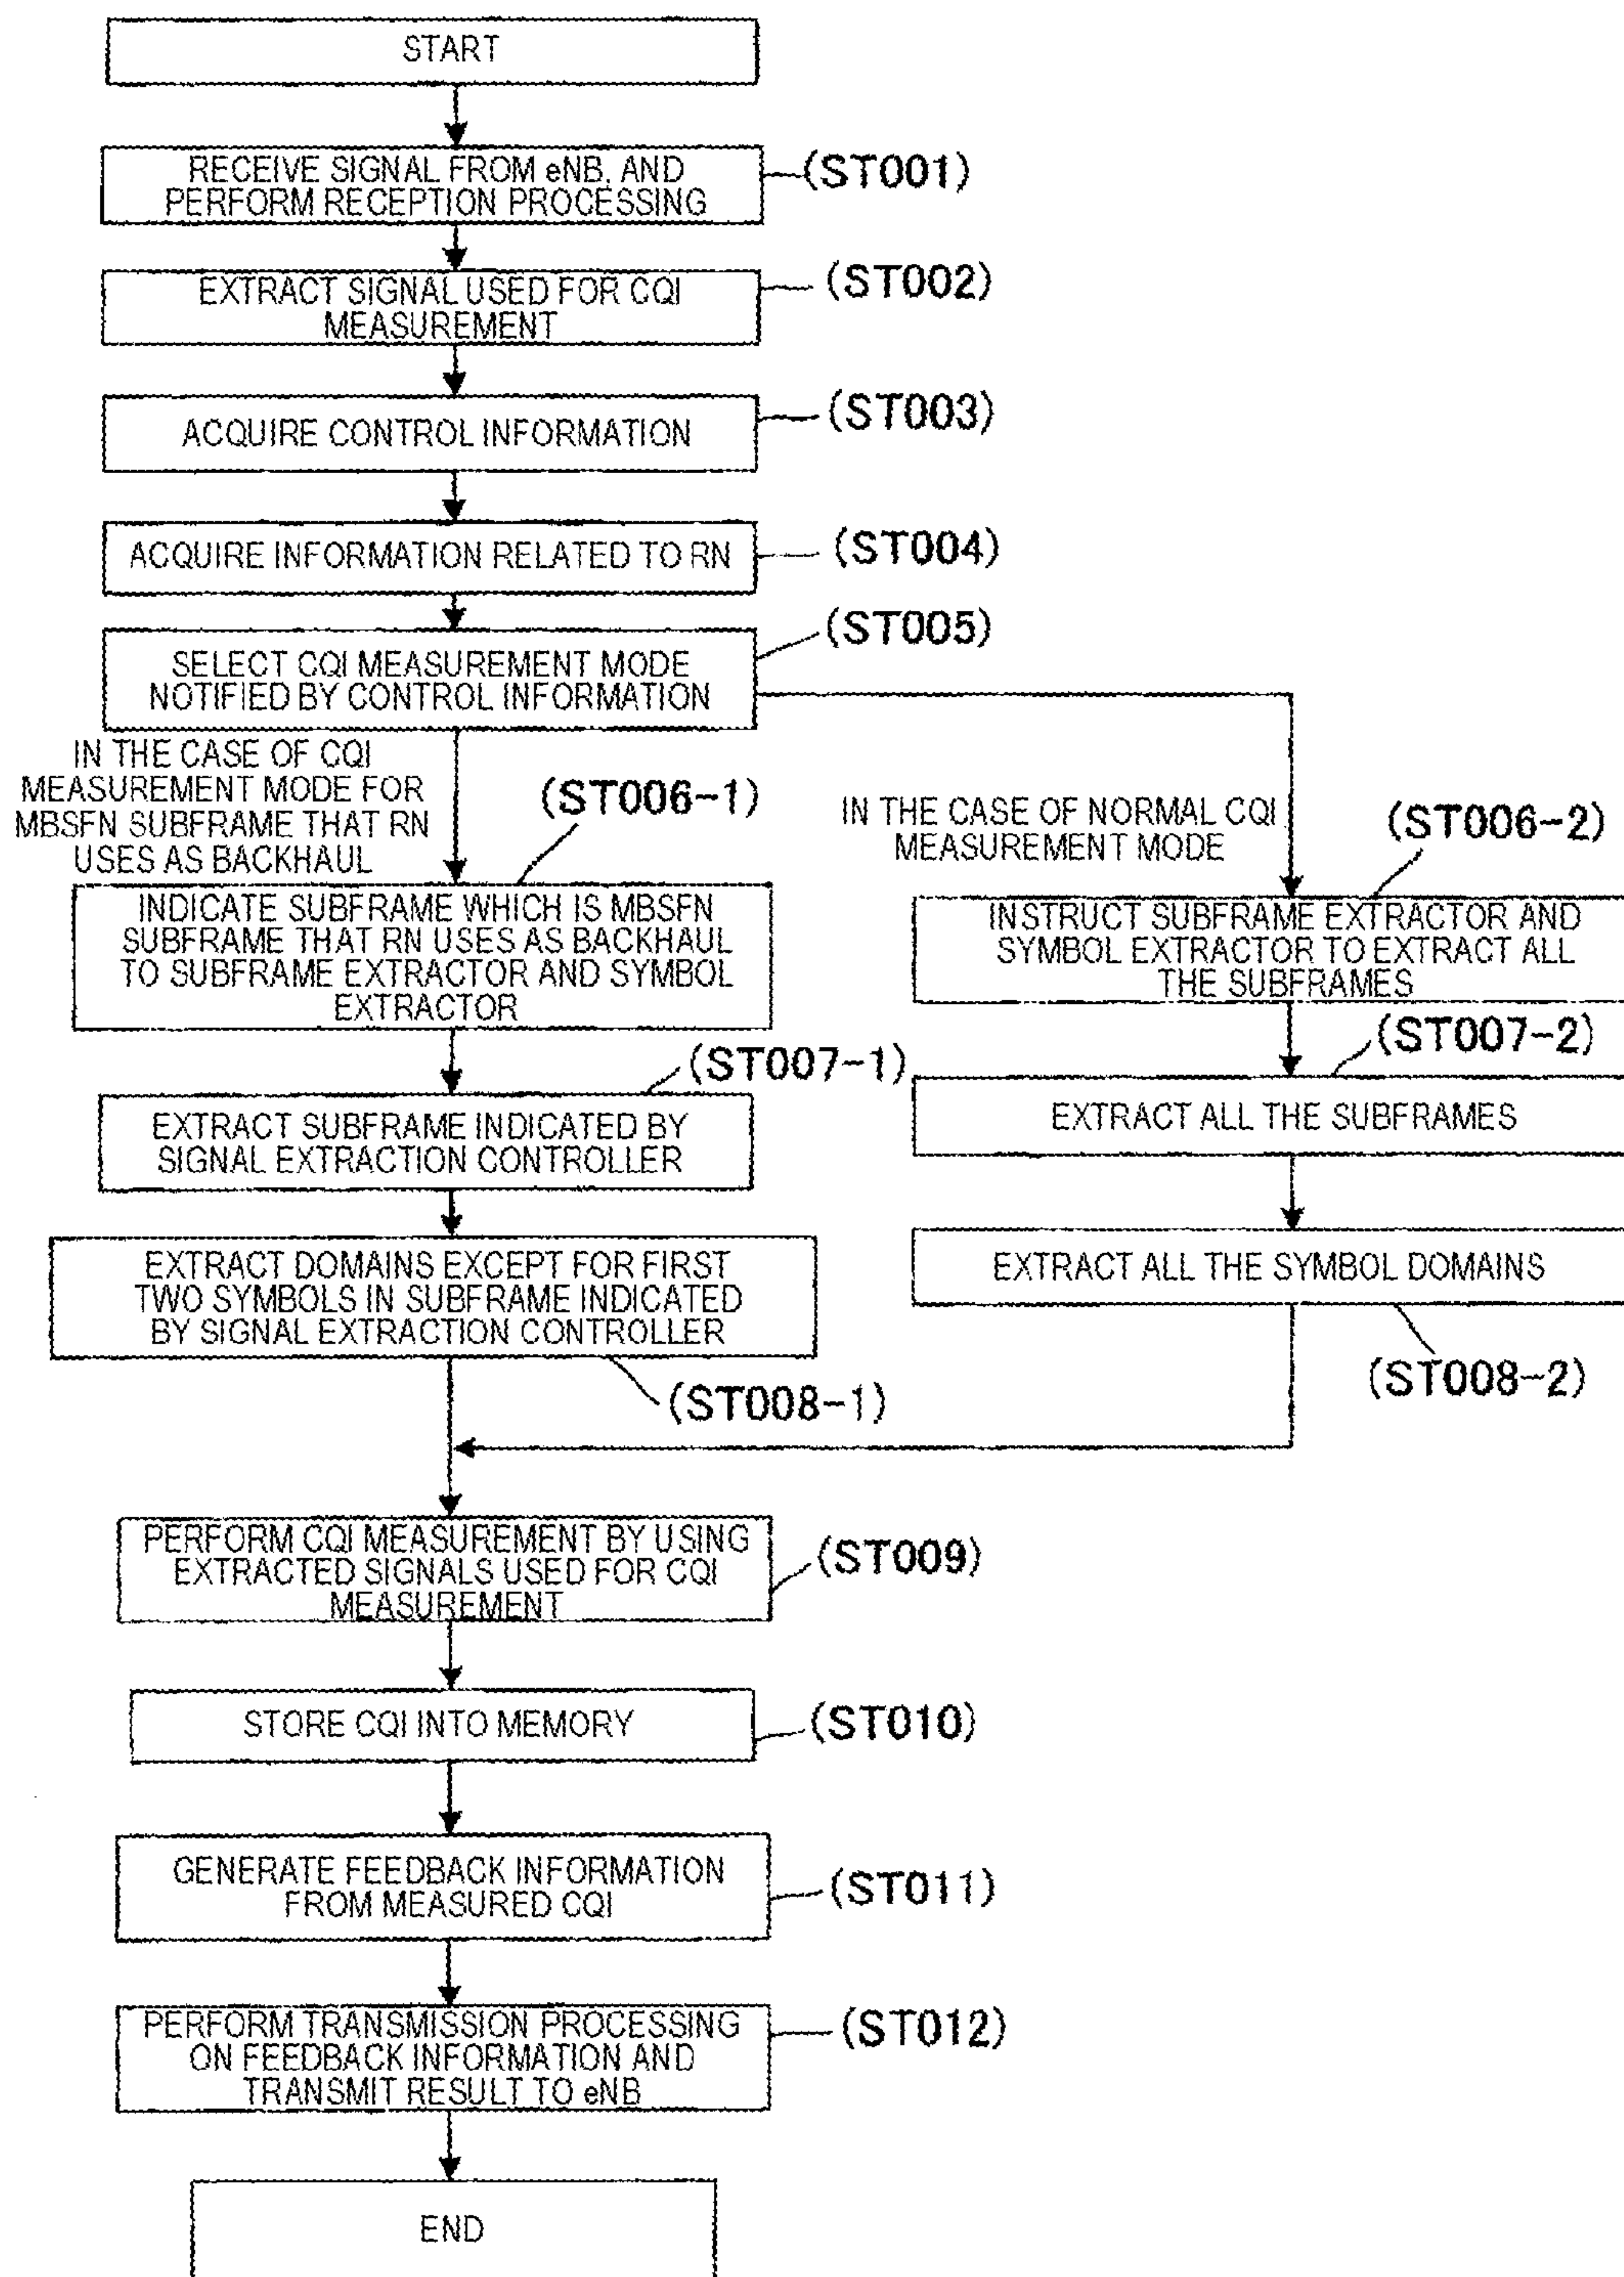 START
RECEIVE SIGNAL FROM eNB, AND
PERFORM RECEPTION PROCESSING
(ST001)
EXTRACT SIGNAL USED FOR CQI
MEASUREMENT
(ST002)
ACQUIRE CONTROL INFORMATION
(ST003)
ACQUIRE INFORMATION RELATED TO RN
(ST004)
SELECT CQI MEASUREMENT MODE
NOTIFIED BY CONTROL INFORMATION
(ST005)
IN THE CASE OF CQI
MEASUREMENT MODE FOR
MBSFN SUBFRAME THAT RN
USES AS BACKHAUL
(ST006-1)
INDICATE SUBFRAME WHICH IS MBSFN
SUBFRAME THAT RN USES AS BACKHAUL
TO SUBFRAME EXTRACTOR AND SYMBOL
EXTRACTOR
IN THE CASE OF NORMAL CQI
MEASUREMENT MODE
(ST006-2)
INSTRUCT SUBFRAME EXTRACTOR AND
SYMBOL EXTRACTOR TO EXTRACT ALL
THE SUBFRAMES
(ST007-1)
EXTRACT SUBFRAME INDICATED BY
SIGNAL EXTRACTION CONTROLLER
(ST007-2)
EXTRACT ALL THE SUBFRAMES
EXTRACT DOMAINS EXCEPT FOR FIRST
TWO SYMBOLS IN SUBFRAME INDICATED
BY SIGNAL EXTRACTION CONTROLLER
(ST008-1)
EXTRACT ALL THE SYMBOL DOMAINS
(ST008-2)
PERFORM CQI MEASUREMENT BY USING
EXTRACTED SIGNALS USED FOR CQI
MEASUREMENT
(ST009)
STORE CQI INTO MEMORY
(ST010)
GENERATE FEEDBACK INFORMATION
FROM MEASURED CQI
(ST011)
PERFORM TRANSMISSION PROCESSING
ON FEEDBACK INFORMATION AND
TRANSMIT RESULT TO eNB
(ST012)
END